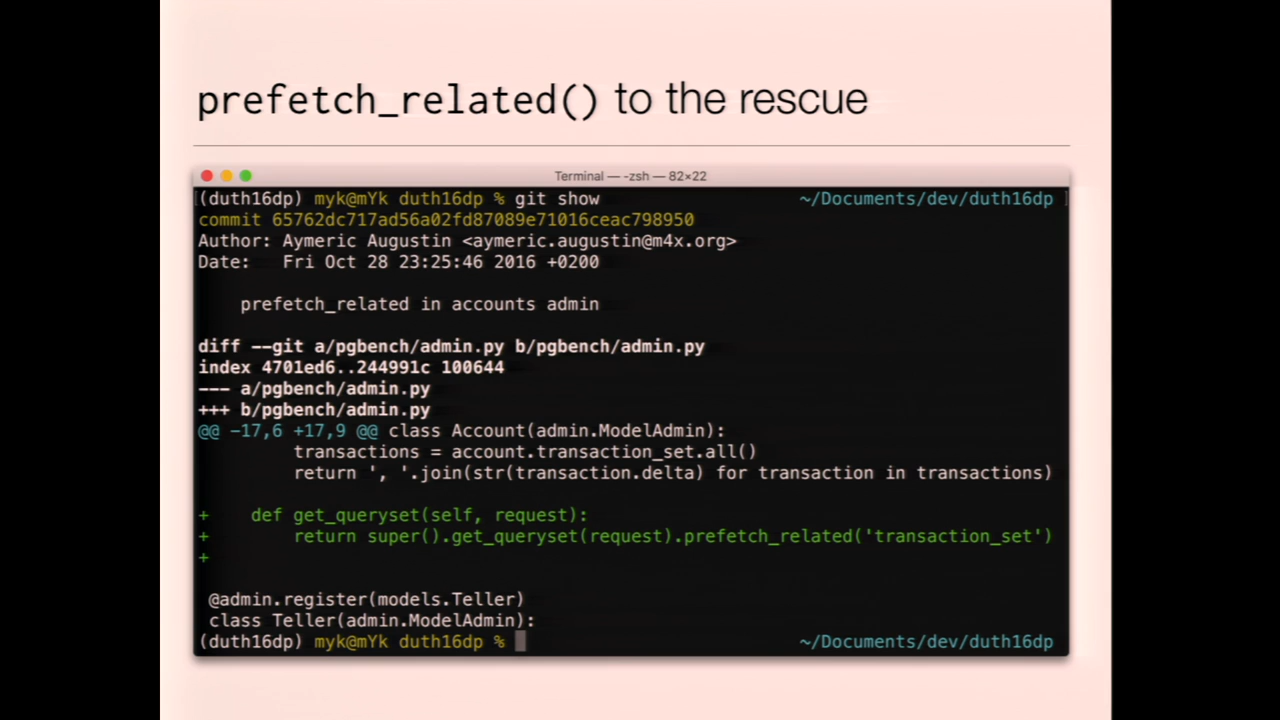 prefetch_related() to the rescue
Terminal — -zsh — 82×22
(duth16dp) myk@mYk duth16dp % git show ~/Documents/dev/duth16dp
commit 65762dc717ad56a02fd87089e71016ceac798950
Author: Aymeric Augustin <aymeric.augustin@m4x.org>
Date:   Fri Oct 28 23:25:46 2016 +0200
    prefetch_related in accounts admin
diff --git a/pgbench/admin.py b/pgbench/admin.py
index 4701ed6..244991c 100644
--- a/pgbench/admin.py
+++ b/pgbench/admin.py
@@ -17,6 +17,9 @@ class Account(admin.ModelAdmin):
         transactions = account.transaction_set.all()
         return ', '.join(str(transaction.delta) for transaction in transactions)
+    def get_queryset(self, request):
+        return super().get_queryset(request).prefetch_related('transaction_set')
+
 @admin.register(models.Teller)
 class Teller(admin.ModelAdmin):
(duth16dp) myk@mYk duth16dp % ~/Documents/dev/duth16dp